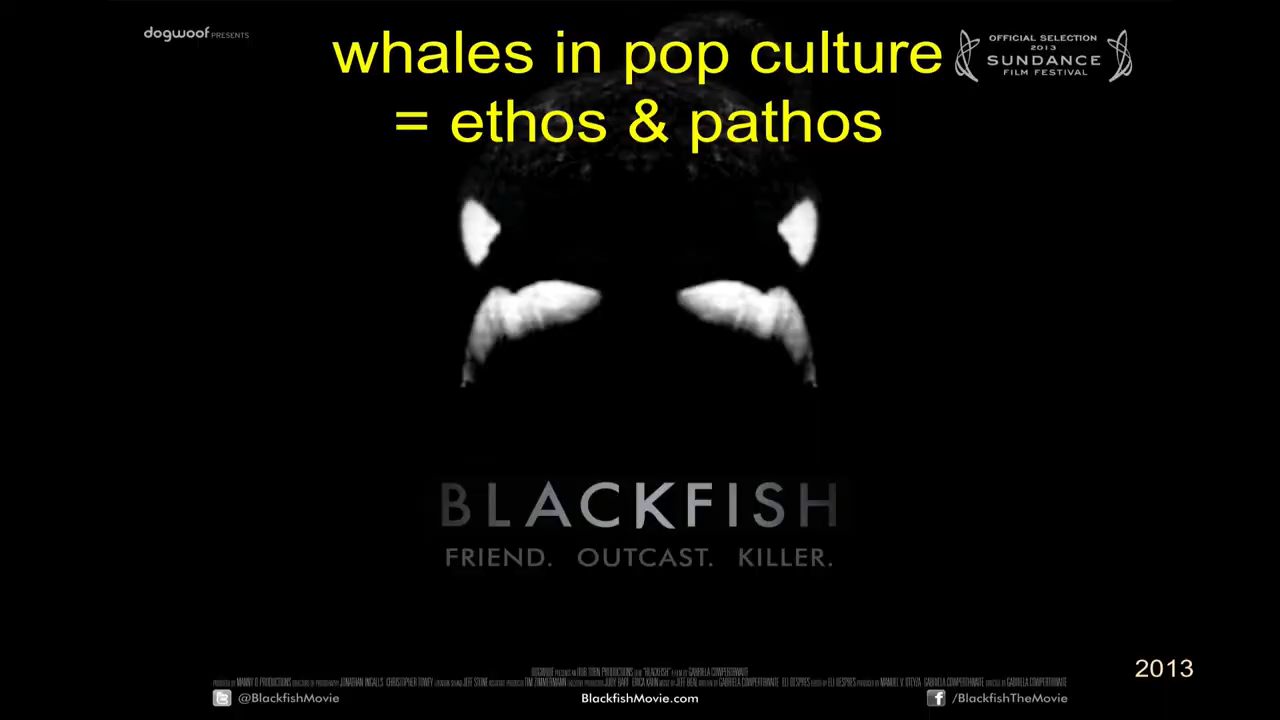 dogwoof PRESENTS
whales in pop culture
= ethos & pathos
OFFICIAL SELECTION
2013
SUNDANCE
FILM FESTIVAL
BLACKFISH
FRIEND. OUTCAST. KILLER.
2013
@BlackfishMovie
BlackfishMovie.com
/BlackfishTheMovie